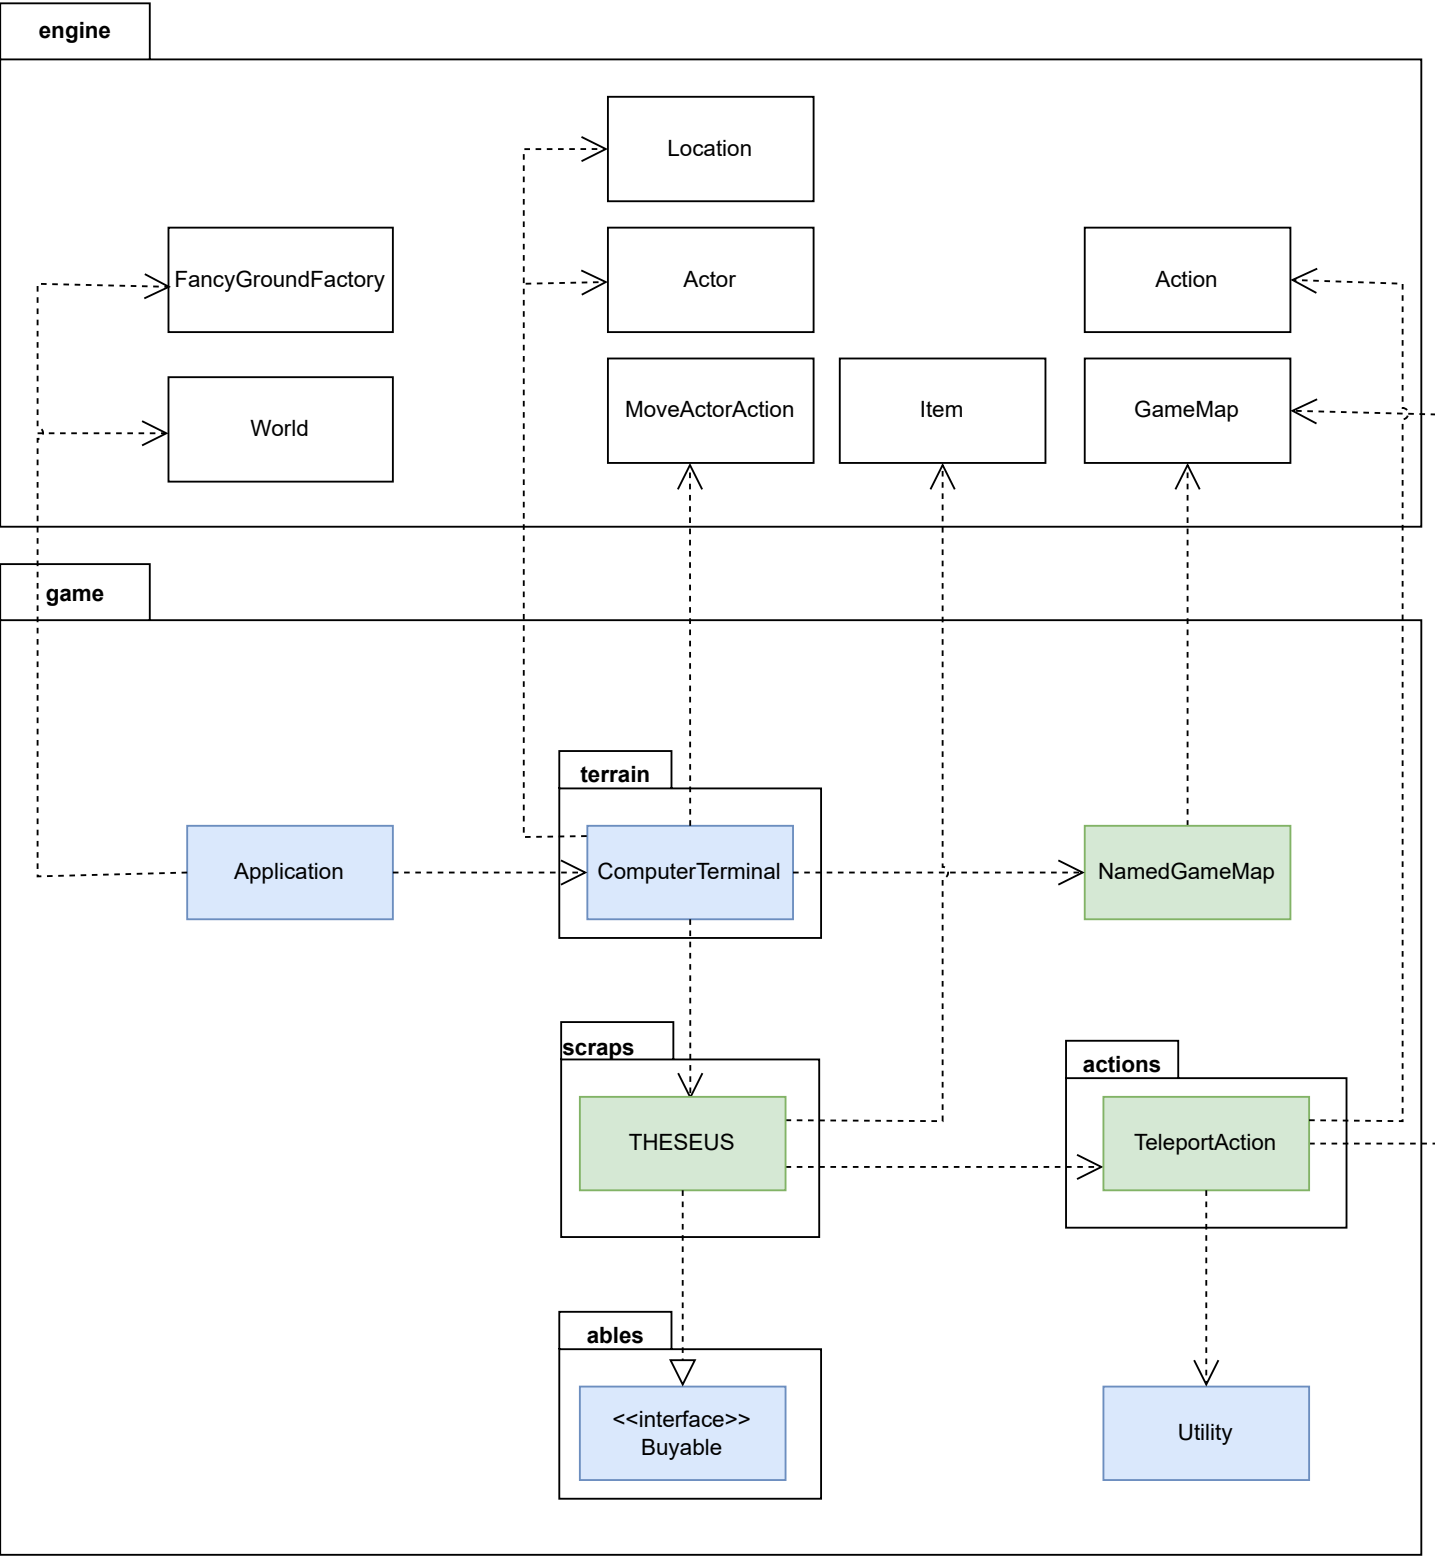 engine
Location
FancyGroundFactory
Actor
Action
World
MoveActorAction
Item
GameMap
game
terrain
Application
ComputerTerminal
NamedGameMap
scraps
actions
THESEUS
TeleportAction
ables
<<interface>>
Buyable
Utility